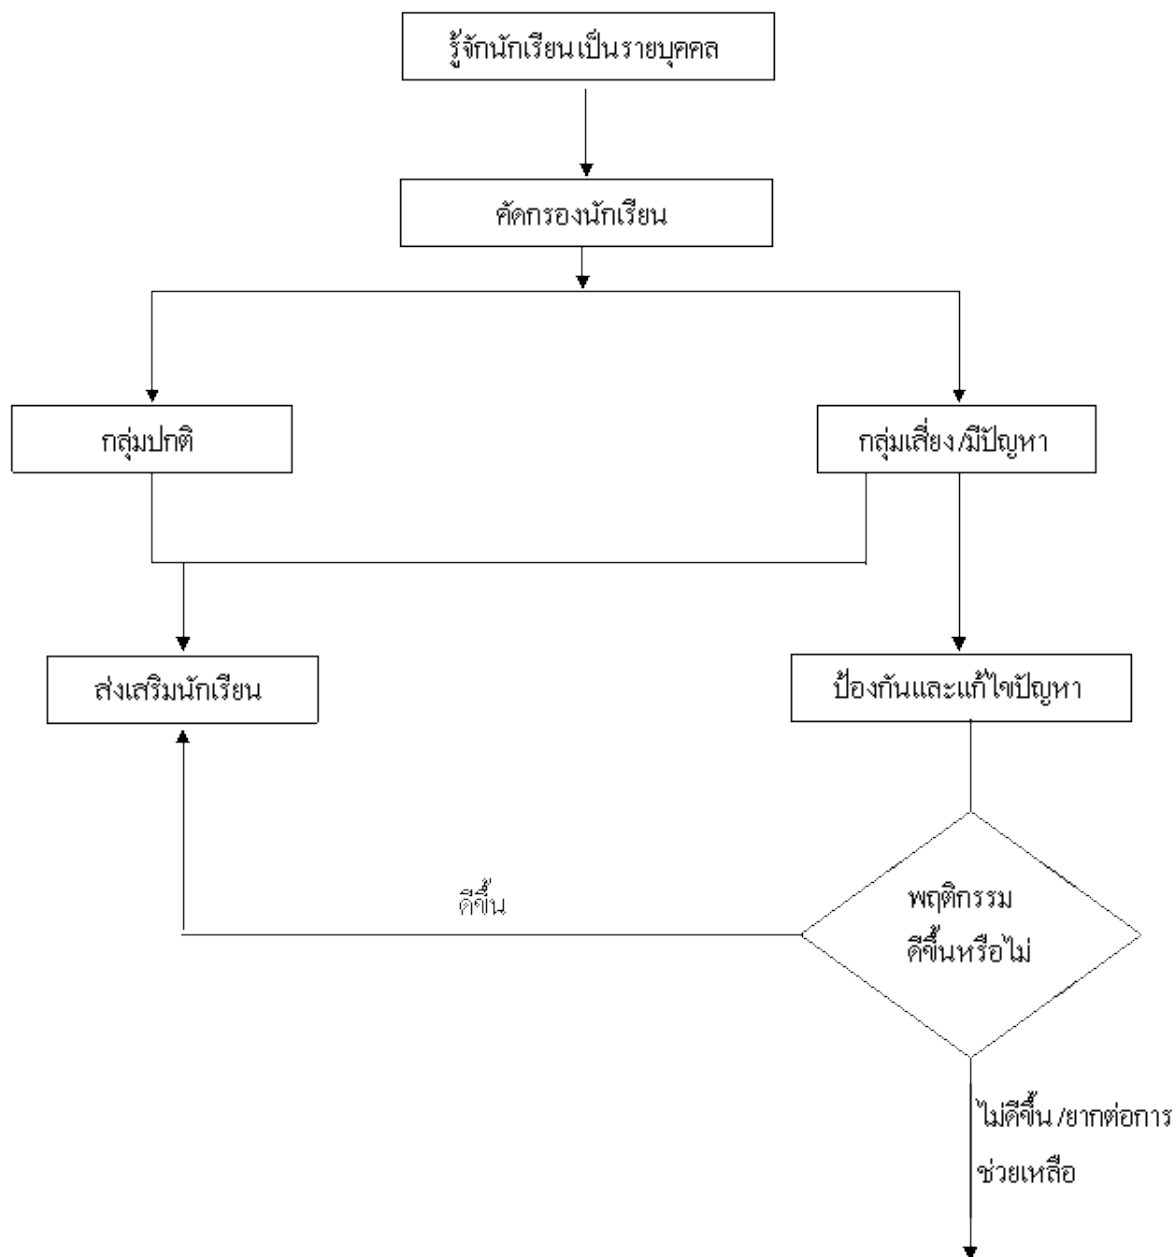 รู้จักนักเรียนเป็นรายบุคคล
คัดกรองนักเรียน
กลุ่มปกติ
กลุ่มเสี่ยง/มีปัญหา
ส่งเสริมนักเรียน
ป้องกันและแก้ไขปัญหา
ดีขึ้น
พฤติกรรม
ดีขึ้นหรือไม่
ไม่ดีขึ้น/ยากต่อการ
ช่วยเหลือ